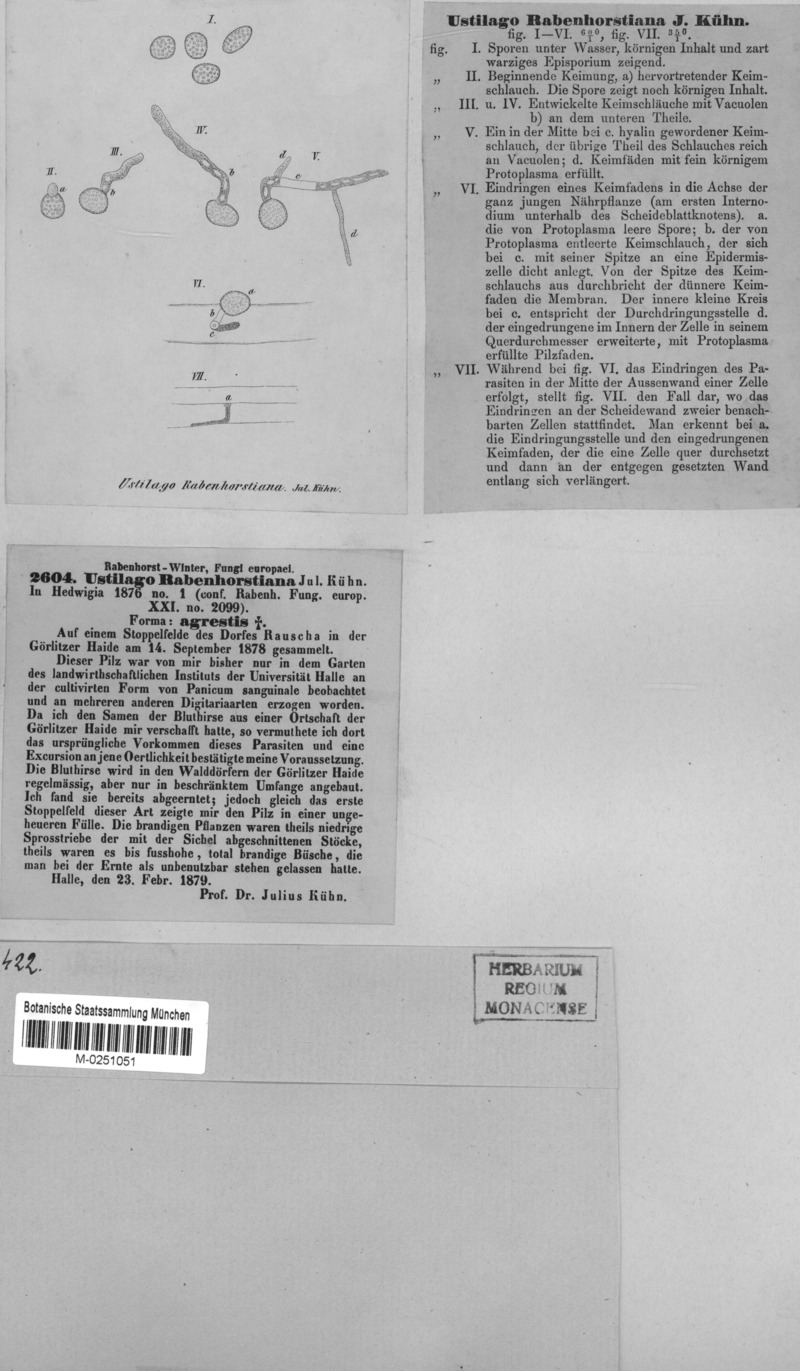 I.
II.
a
III.
b
IV.
b
d
V.
c
d.
VI.
a.
b
c
VII.
a.
Ustilago Rabenhorstiana. Jul. Kühn.
Ustilago Rabenhorstiana J. Kühn.
fig. I—VI. 600/1, fig. VII. 350/1.
fig. I. Sporen unter Wasser, körnigen Inhalt und zart
warziges Episporium zeigend.
„ II. Beginnende Keimung, a) hervortretender Keim-
schlauch. Die Spore zeigt noch körnigen Inhalt.
„ III. u. IV. Entwickelte Keimschläuche mit Vacuolen
b) an dem unteren Theile.
„ V. Ein in der Mitte bei c. hyalin gewordener Keim-
schlauch, der übrige Theil des Schlauches reich
an Vacuolen; d. Keimfäden mit fein körnigem
Protoplasma erfüllt.
„ VI. Eindringen eines Keimfadens in die Achse der
ganz jungen Nährpflanze (am ersten Interno-
dium unterhalb des Scheideblattknotens). a.
die von Protoplasma leere Spore; b. der von
Protoplasma entleerte Keimschlauch, der sich
bei c. mit seiner Spitze an eine Epidermis-
zelle dicht anlegt. Von der Spitze des Keim-
schlauchs aus durchbricht der dünnere Keim-
faden die Membran. Der innere kleine Kreis
bei c. entspricht der Durchdringungsstelle d.
der eingedrungene im Innern der Zelle in seinem
Querdurchmesser erweiterte, mit Protoplasma
erfüllte Pilzfaden.
„ VII. Während bei fig. VI. das Eindringen des Pa-
rasiten in der Mitte der Aussenwand einer Zelle
erfolgt, stellt fig. VII. den Fall dar, wo das
Eindringen an der Scheidewand zweier benach-
barten Zellen stattfindet. Man erkennt bei a.
die Eindringungsstelle und den eingedrungenen
Keimfaden, der die eine Zelle quer durchsetzt
und dann an der entgegen gesetzten Wand
entlang sich verlängert.
Rabenhorst-Winter, Fungi europaei.
2604. Ustilago Rabenhorstiana Jul. Kühn.
In Hedwigia 1876 no. 1 (conf. Rabenh. Fung. europ.
XXI. no. 2099).
Forma: agrestis ‡.
Auf einem Stoppelfelde des Dorfes Rauscha in der
Görlitzer Haide am 14. September 1878 gesammelt.
Dieser Pilz war von mir bisher nur in dem Garten
des landwirthschaftlichen Instituts der Universität Halle an
der cultivirten Form von Panicum sanguinale beobachtet
und an mehreren anderen Digitariaarten erzogen worden.
Da ich den Samen der Bluthirse aus einer Ortschaft der
Görlitzer Haide mir verschafft hatte, so vermuthete ich dort
das ursprüngliche Vorkommen dieses Parasiten und eine
Excursion an jene Oertlichkeit bestätigte meine Voraussetzung.
Die Bluthirse wird in den Walddörfern der Görlitzer Haide
regelmässig, aber nur in beschränktem Umfange angebaut.
Ich fand sie bereits abgeerntet; jedoch gleich das erste
Stoppelfeld dieser Art zeigte mir den Pilz in einer unge-
heueren Fülle. Die brandigen Pflanzen waren theils niedrige
Sprosstriebe der mit der Sichel abgeschnittenen Stöcke,
theils waren es bis fusshohe, total brandige Büsche, die
man bei der Ernte als unbenutzbar stehen gelassen hatte.
Halle, den 23. Febr. 1879.
Prof. Dr. Julius Kühn.
422.
HERBARIUM
REGIUM
MONACENSE
Botanische Staatssammlung München
M-0251051